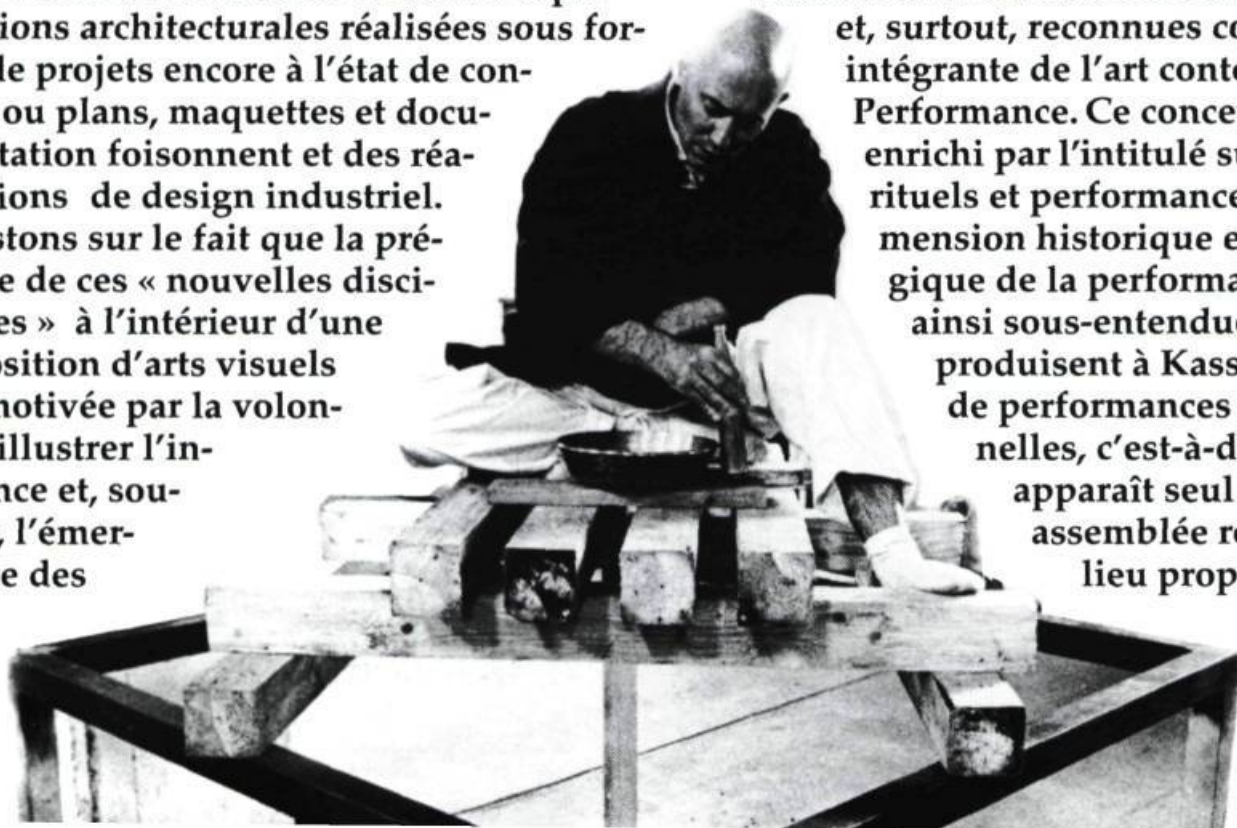 ions architecturales réalisées sous for-
le projets encore à l'état de con-
ou plans, maquettes et docu-
tation foisonnent et des réa-
ions de design industriel.
stons sur le fait que la pré-
e de ces « nouvelles disci-
es » à l'intérieur d'une
sition d'arts visuels
notivée par la volon-
illustrer l'in-
nce et, sou-
, l'émer-
e des
et, surtout, reconnues co
intégrante de l'art conte
Performance. Ce conce
enrichi par l'intitulé su
rituels et performance
mension historique e
gique de la performa
ainsi sous-entendue
produisent à Kass
de performances
nelles, c'est-à-d
apparaît seul
assemblée re
lieu prop